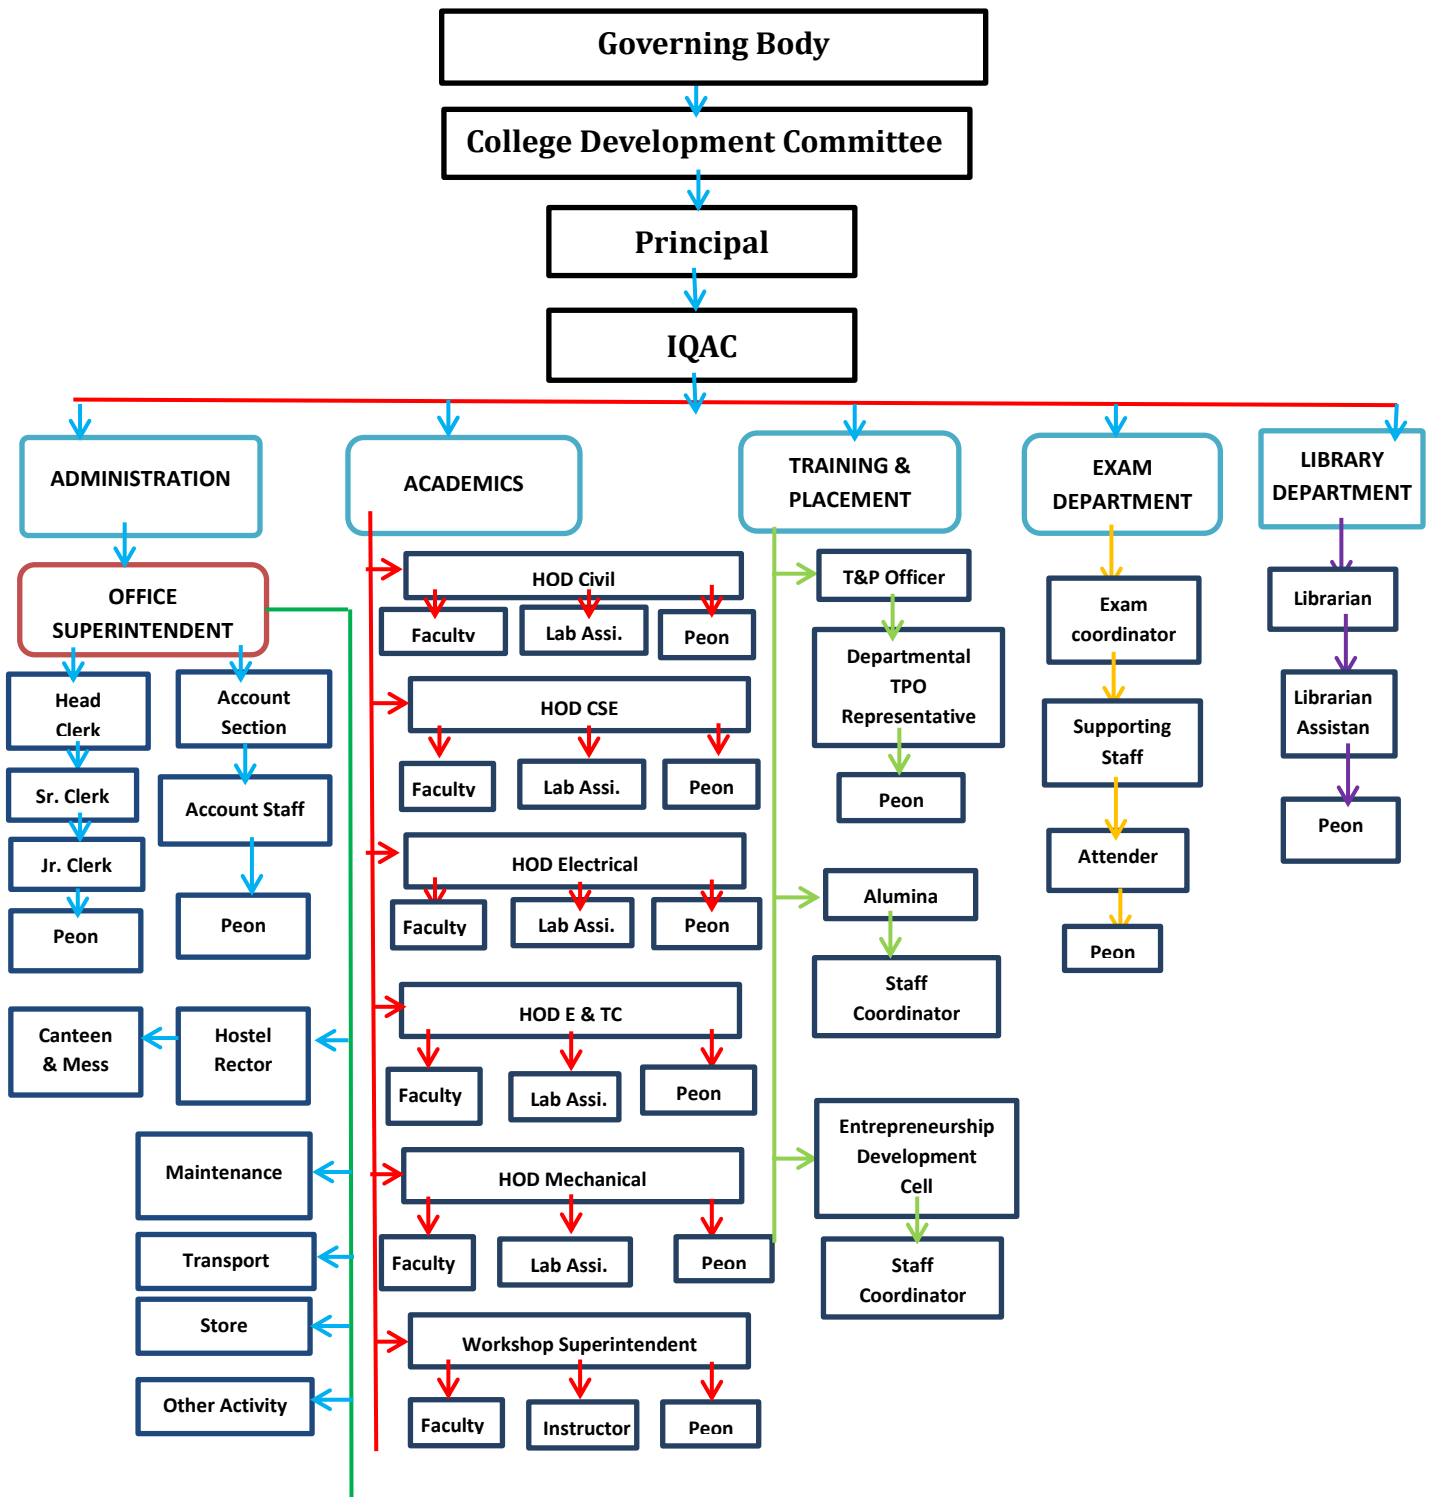 Governing Body
College Development Committee
Principal
IQAC
ADMINISTRATION
OFFICE
SUPERINTENDENT
Head
Clerk
Sr. Clerk
Jr. Clerk
Peon
Account
Section
Account Staff
Peon
Canteen
& Mess
Hostel
Rector
Maintenance
Transport
Store
Other Activity
ACADEMICS
HOD Civil
Faculty
Lab Assi.
Peon
HOD CSE
Faculty
Lab Assi.
Peon
HOD Electrical
Faculty
Lab Assi.
Peon
HOD E & TC
Faculty
Lab Assi.
Peon
HOD Mechanical
Faculty
Lab Assi.
Peon
Workshop Superintendent
Faculty
Instructor
Peon
TRAINING &
PLACEMENT
T&P Officer
Departmental
TPO
Representative
Peon
Alumina
Staff
Coordinator
Entrepreneurship
Development
Cell
Staff
Coordinator
EXAM
DEPARTMENT
Exam
coordinator
Supporting
Staff
Attender
Peon
LIBRARY
DEPARTMENT
Librarian
Librarian
Assistan
Peon